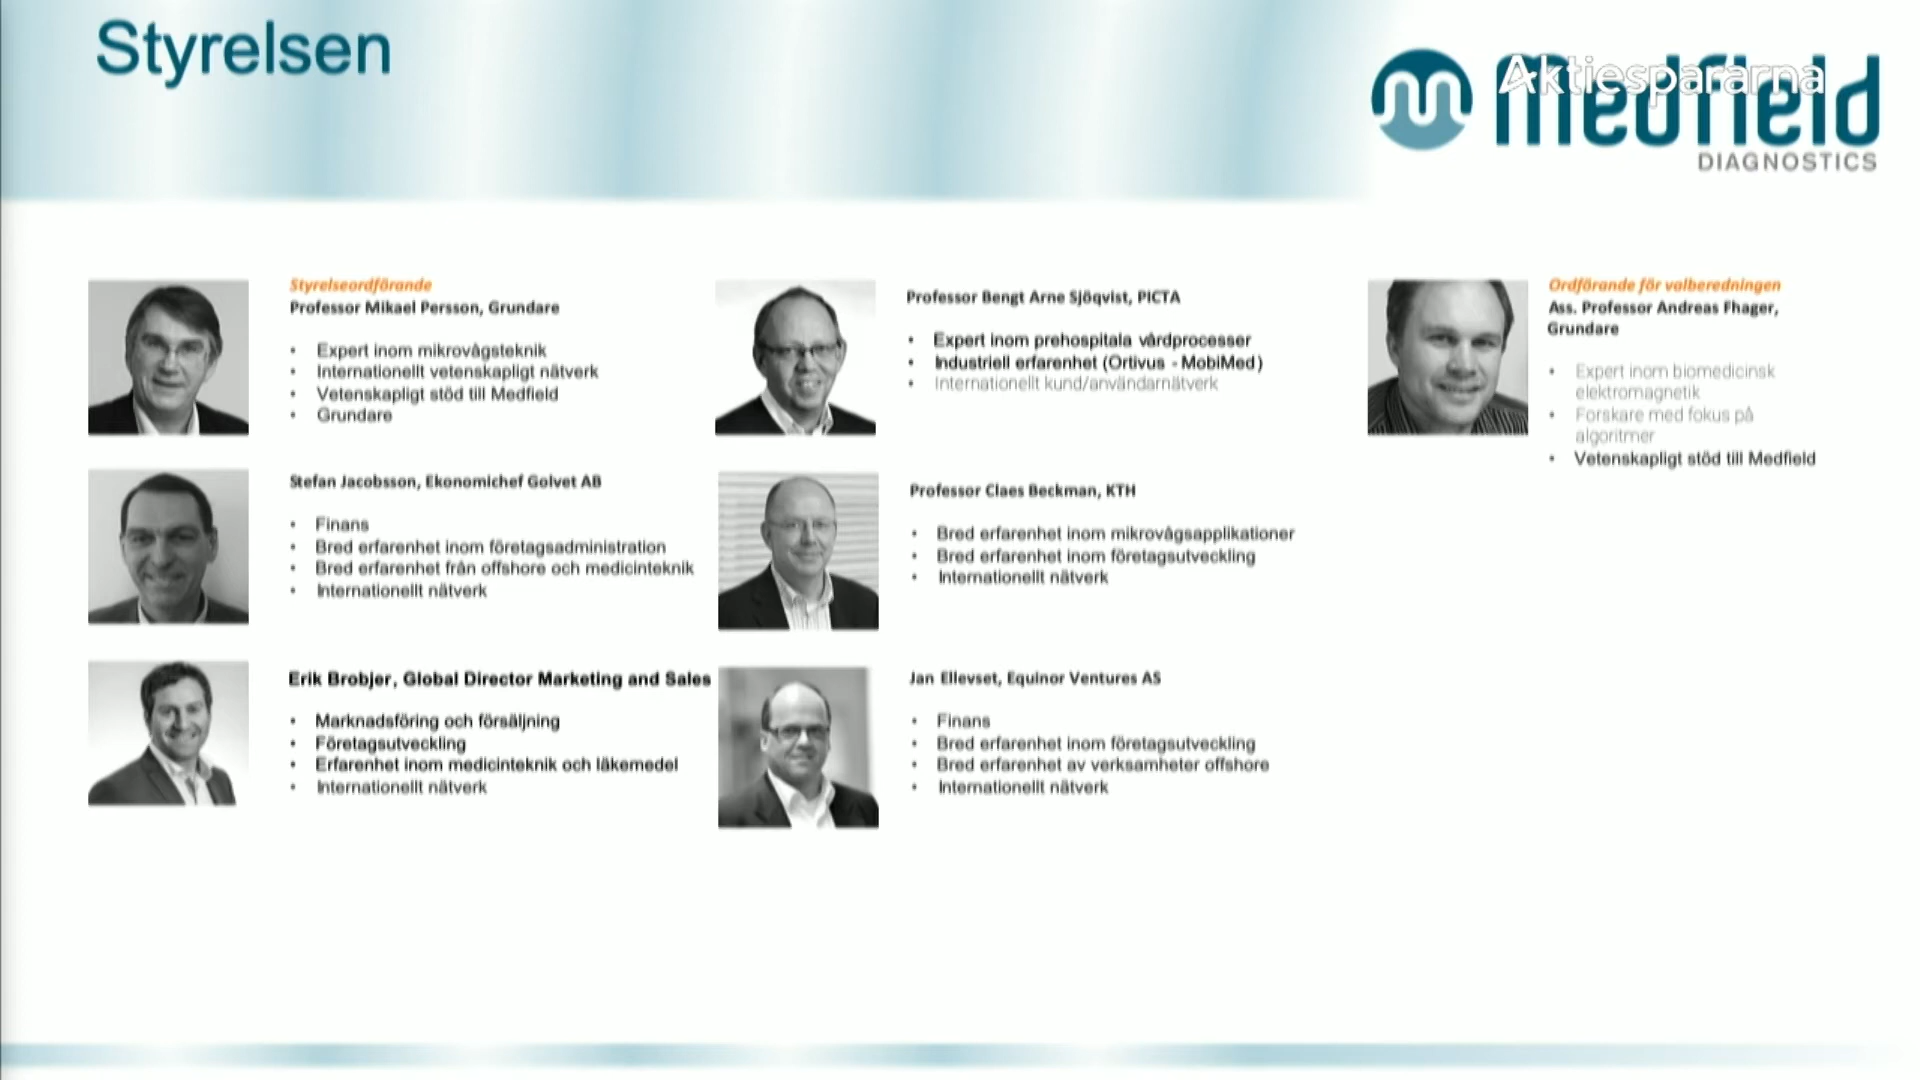 Styrelsen
Aktiespararna
Medfield
DIAGNOSTICS
Styrelseordförande
Professor Mikael Persson, Grundare
• Expert inom mikrovågsteknik
• Internationellt vetenskapligt nätverk
• Vetenskapligt stöd till Medfield
• Grundare
Stefan Jacobsson, Ekonomichef Golvet AB
• Finans
• Bred erfarenhet inom företagsadministration
• Bred erfarenhet från offshore och medicinteknik
• Internationellt nätverk
Erik Brobjer, Global Director Marketing and Sales
• Marknadsföring och försäljning
• Företagsutveckling
• Erfarenhet inom medicinteknik och läkemedel
• Internationellt nätverk
Professor Bengt Arne Sjöqvist, PICTA
• Expert inom prehospitala vårdprocesser
• Industriell erfarenhet (Ortivus - MobiMed)
• Internationellt kund/användarnätverk
Professor Claes Beckman, KTH
• Bred erfarenhet inom mikrovågsapplikationer
• Bred erfarenhet inom företagsutveckling
• Internationellt nätverk
Jan Ellevset, Equinor Ventures AS
• Finans
• Bred erfarenhet inom företagsutveckling
• Bred erfarenhet av verksamheter offshore
• Internationellt nätverk
Ordförande för valberedningen
Ass. Professor Andreas Fhager,
Grundare
• Expert inom biomedicinsk
elektromagnetik
• Forskare med fokus på
algoritmer
• Vetenskapligt stöd till Medfield